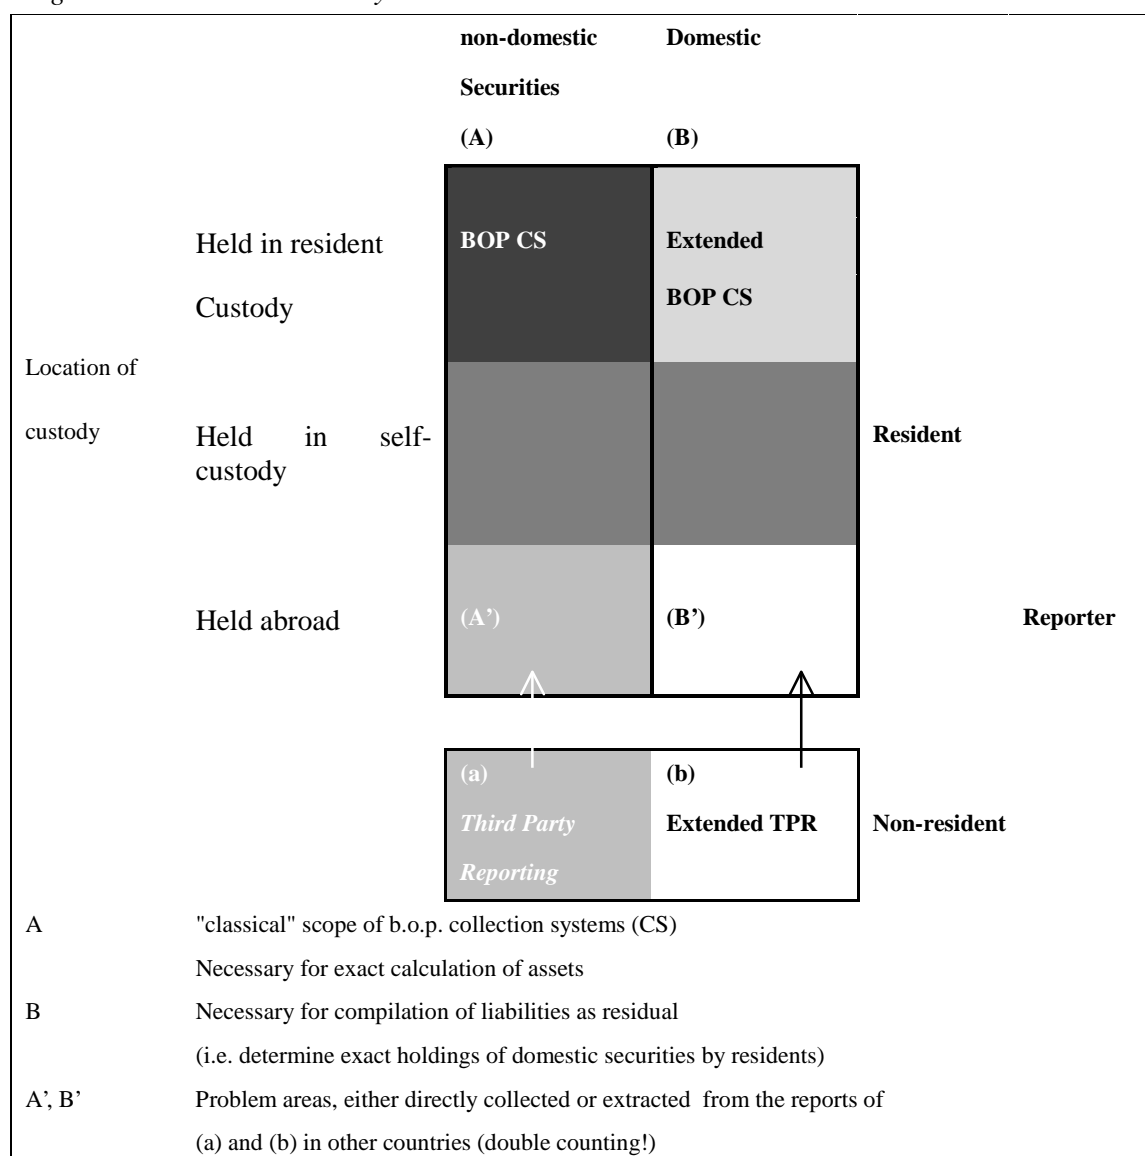 non-domestic Domestic
Securities
(A) (B)
Held in resident BOP CS Extended
Custody BOP CS
Location of
custody Held in self- Resident
custody
Held abroad (A’) (B’) Reporter
(a) (b)
Third Party Extended TPR Non-resident
Reporting
A "classical" scope of b.o.p. collection systems (CS)
Necessary for exact calculation of assets
B Necessary for compilation of liabilities as residual
(i.e. determine exact holdings of domestic securities by residents)
A’, B’ Problem areas, either directly collected or extracted from the reports of
(a) and (b) in other countries (double counting!)